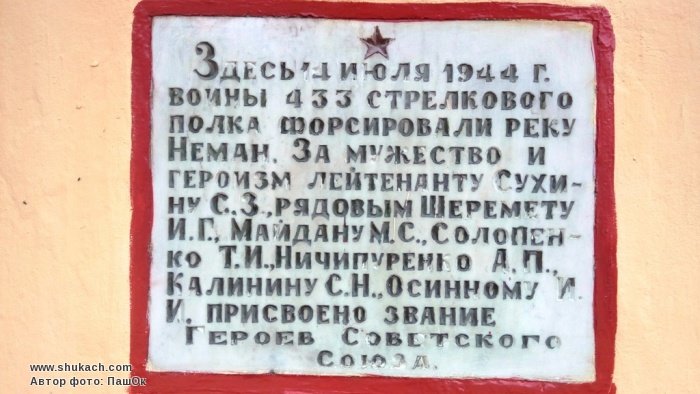 Здесь 14 июля 1944 г.
воины 433 стрелкового
полка форсировали реку
Неман. За мужество и
героизм лейтенанту Сухи-
ну С.З., рядовым Шеремету
И.Г., Майдану М.С., Солопен-
ко Т.И., Ничипуренко А.П.,
Калинину С.Н., Осинному И.
И. присвоено звание
Героев Советского
Союза.
www.shukach.com
Автор фото: ПашОк